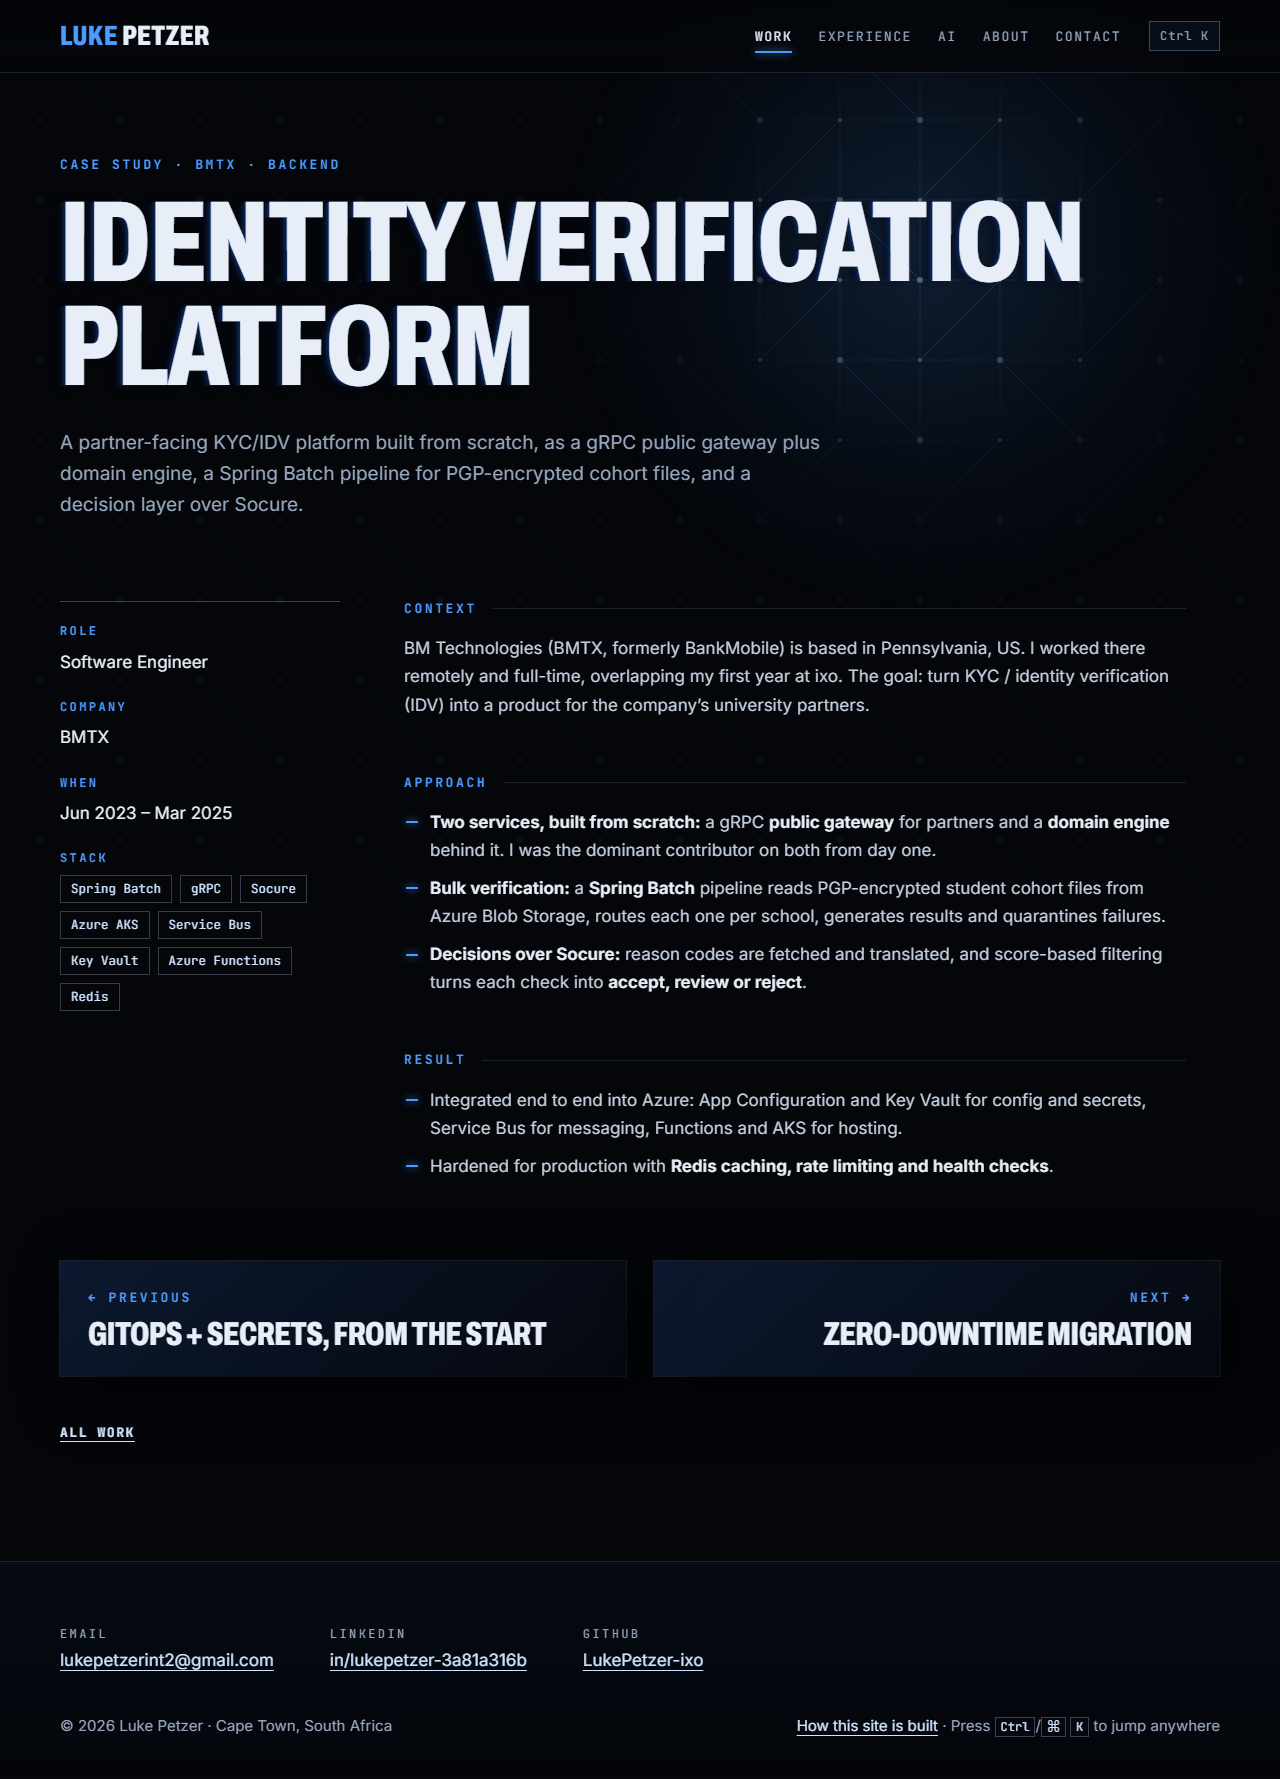 LUKE PETZER
WORK EXPERIENCE AI ABOUT CONTACT Ctrl K
CASE STUDY · BMTX · BACKEND
IDENTITY VERIFICATION
PLATFORM
A partner-facing KYC/IDV platform built from scratch, as a gRPC public gateway plus
domain engine, a Spring Batch pipeline for PGP-encrypted cohort files, and a
decision layer over Socure.
ROLE
Software Engineer
COMPANY
BMTX
WHEN
Jun 2023 – Mar 2025
STACK
Spring Batch gRPC Socure
Azure AKS Service Bus
Key Vault Azure Functions
Redis
CONTEXT
BM Technologies (BMTX, formerly BankMobile) is based in Pennsylvania, US. I worked there
remotely and full-time, overlapping my first year at ixo. The goal: turn KYC / identity verification
(IDV) into a product for the company’s university partners.
APPROACH
Two services, built from scratch: a gRPC public gateway for partners and a domain engine
behind it. I was the dominant contributor on both from day one.
Bulk verification: a Spring Batch pipeline reads PGP-encrypted student cohort files from
Azure Blob Storage, routes each one per school, generates results and quarantines failures.
Decisions over Socure: reason codes are fetched and translated, and score-based filtering
turns each check into accept, review or reject.
RESULT
Integrated end to end into Azure: App Configuration and Key Vault for config and secrets,
Service Bus for messaging, Functions and AKS for hosting.
Hardened for production with Redis caching, rate limiting and health checks.
← PREVIOUS
GITOPS + SECRETS, FROM THE START
NEXT →
ZERO-DOWNTIME MIGRATION
ALL WORK
EMAIL
lukepetzerint2@gmail.com
LINKEDIN
in/lukepetzer-3a81a316b
GITHUB
LukePetzer-ixo
© 2026 Luke Petzer · Cape Town, South Africa
How this site is built · Press Ctrl/⌘ K to jump anywhere